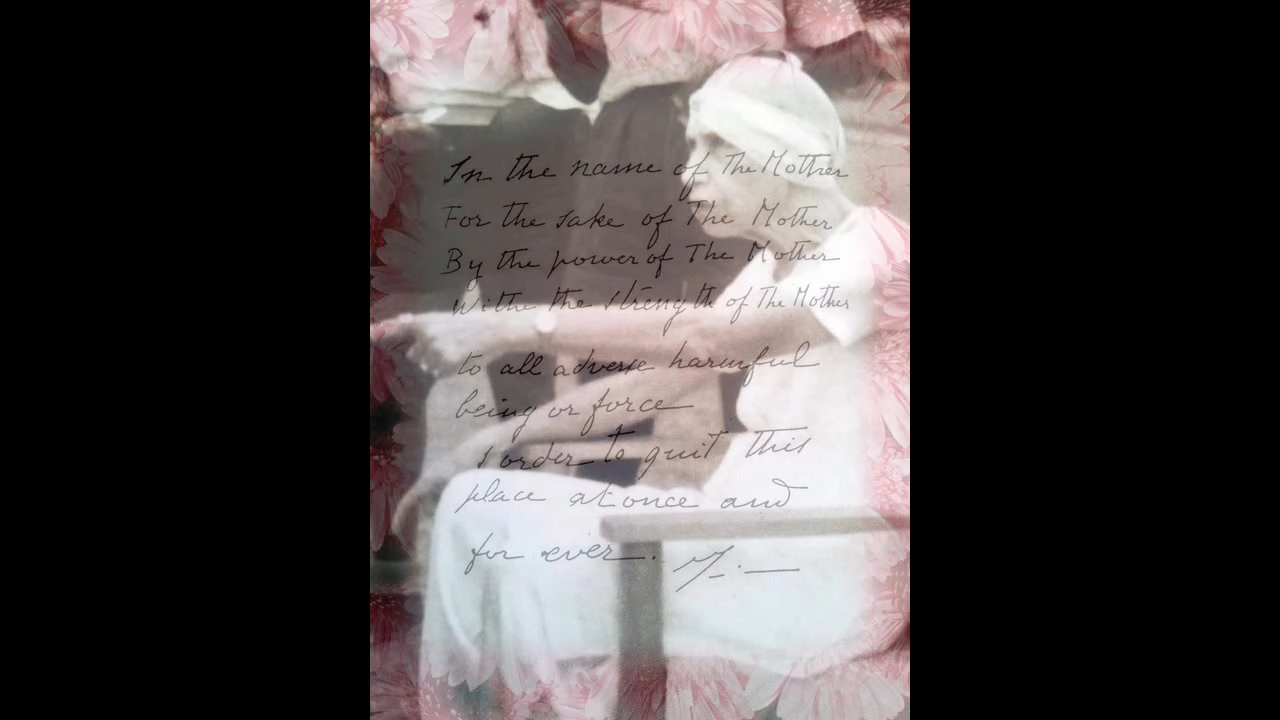 In the name of The Mother
For the sake of The Mother
By the power of The Mother
withe the strength of The Mother
to all adverse harmful
being or force
I order to quit this
place at once and
for ever.